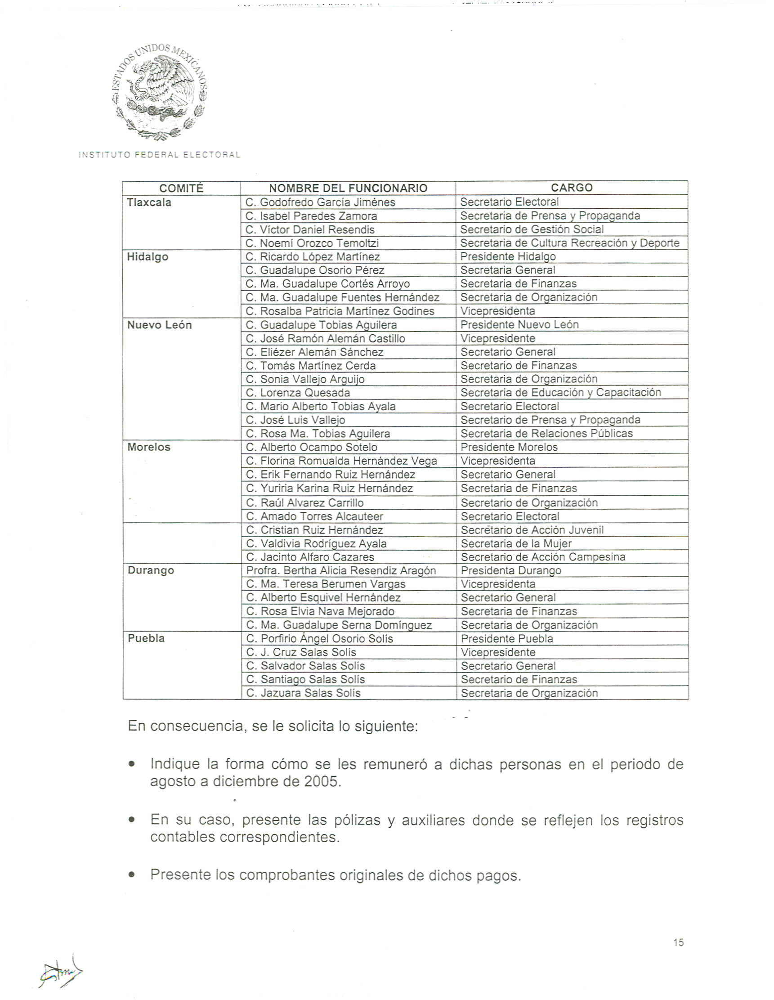 ESTADOS UNIDOS MEXICANOS
INSTITUTO FEDERAL ELECTORAL
COMITÉ NOMBRE DEL FUNCIONARIO CARGO
Tlaxcala C. Godofredo García Jiménes Secretario Electoral
C. Isabel Paredes Zamora Secretaria de Prensa y Propaganda
C. Víctor Daniel Resendis Secretario de Gestión Social
C. Noemí Orozco Temoltzi Secretaria de Cultura Recreación y Deporte
Hidalgo C. Ricardo López Martínez Presidente Hidalgo
C. Guadalupe Osorio Pérez Secretaria General
C. Ma. Guadalupe Cortés Arroyo Secretaria de Finanzas
C. Ma. Guadalupe Fuentes Hernández Secretaria de Organización
C. Rosalba Patricia Martínez Godines Vicepresidenta
Nuevo León C. Guadalupe Tobias Aguilera Presidente Nuevo León
C. José Ramón Alemán Castillo Vicepresidente
C. Eliézer Alemán Sánchez Secretario General
C. Tomás Martínez Cerda Secretario de Finanzas
C. Sonia Vallejo Arguijo Secretaria de Organización
C. Lorenza Quesada Secretaria de Educación y Capacitación
C. Mario Alberto Tobias Ayala Secretario Electoral
C. José Luis Vallejo Secretario de Prensa y Propaganda
C. Rosa Ma. Tobias Aguilera Secretaria de Relaciones Públicas
Morelos C. Alberto Ocampo Sotelo Presidente Morelos
C. Florina Romualda Hernández Vega Vicepresidenta
C. Erik Fernando Ruiz Hernández Secretario General
C. Yuriria Karina Ruiz Hernández Secretaria de Finanzas
C. Raúl Alvarez Carrillo Secretario de Organización
C. Amado Torres Alcauteer Secretario Electoral
C. Cristian Ruiz Hernández Secretario de Acción Juvenil
C. Valdivia Rodríguez Ayala Secretaria de la Mujer
C. Jacinto Alfaro Cazares Secretario de Acción Campesina
Durango Profra. Bertha Alicia Resendiz Aragón Presidenta Durango
C. Ma. Teresa Berumen Vargas Vicepresidenta
C. Alberto Esquivel Hernández Secretario General
C. Rosa Elvia Nava Mejorado Secretaria de Finanzas
C. Ma. Guadalupe Serna Domínguez Secretaria de Organización
Puebla C. Porfirio Ángel Osorio Solís Presidente Puebla
C. J. Cruz Salas Solís Vicepresidente
C. Salvador Salas Solís Secretario General
C. Santiago Salas Solís Secretario de Finanzas
C. Jazuara Salas Solís Secretaria de Organización
En consecuencia, se le solicita lo siguiente:
• Indique la forma cómo se les remuneró a dichas personas en el periodo de
agosto a diciembre de 2005.
• En su caso, presente las pólizas y auxiliares donde se reflejen los registros
contables correspondientes.
• Presente los comprobantes originales de dichos pagos.
15